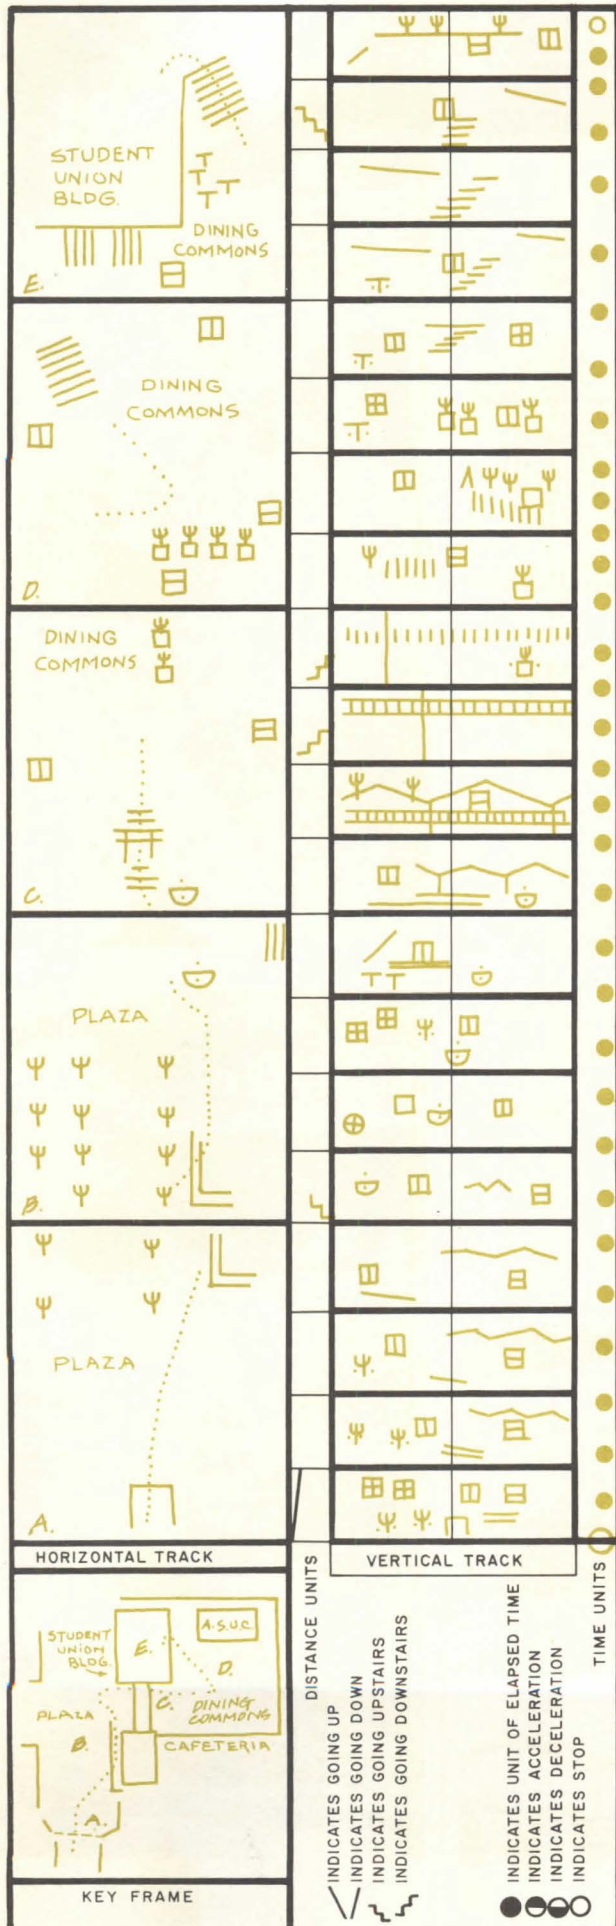 STUDENT
UNION
BLDG.
DINING
COMMONS
E.
DINING
COMMONS
D.
DINING
COMMONS
C.
PLAZA
B.
PLAZA
A.
HORIZONTAL TRACK
DISTANCE UNITS
VERTICAL TRACK
TIME UNITS
STUDENT
UNION
BLDG.
E.
A.S.U.C.
D.
PLAZA
C.
DINING
COMMONS
B.
CAFETERIA
A.
KEY FRAME
INDICATES GOING UP
INDICATES GOING DOWN
INDICATES GOING UPSTAIRS
INDICATES GOING DOWNSTAIRS
INDICATES UNIT OF ELAPSED TIME
INDICATES ACCELERATION
INDICATES DECELERATION
INDICATES STOP